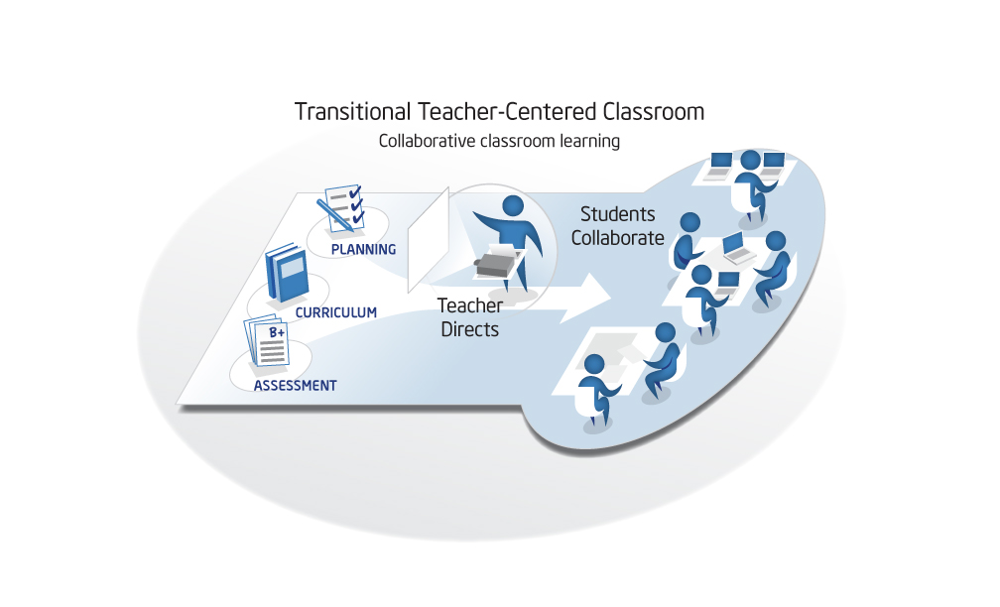 Transitional Teacher-Centered Classroom
Collaborative classroom learning
PLANNING
CURRICULUM
B+
ASSESSMENT
Teacher
Directs
Students
Collaborate